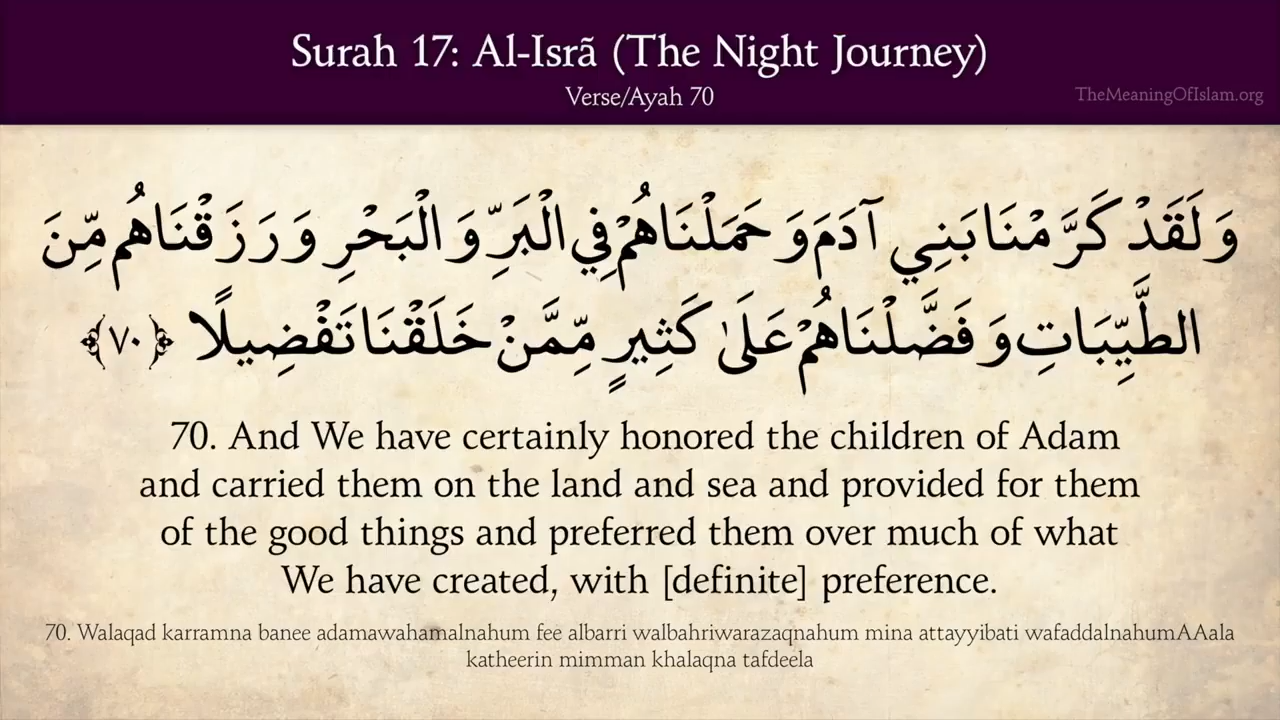 Surah 17: Al-Isrã (The Night Journey)
Verse/Ayah 70
TheMeaningOfIslam.org
وَلَقَدْ كَرَّمْنَا بَنِي آدَمَ وَحَمَلْنَاهُمْ فِي الْبَرِّ وَالْبَحْرِ وَرَزَقْنَاهُم مِّنَ
الطَّيِّبَاتِ وَفَضَّلْنَاهُمْ عَلَىٰ كَثِيرٍ مِّمَّنْ خَلَقْنَا تَفْضِيلًا ﴿٧٠﴾
70. And We have certainly honored the children of Adam
and carried them on the land and sea and provided for them
of the good things and preferred them over much of what
We have created, with [definite] preference.
70. Walaqad karramna banee adamawahamalnahum fee albarri walbahriwarazaqnahum mina attayyibati wafaddalnahumAAala
katheerin mimman khalaqna tafdeela